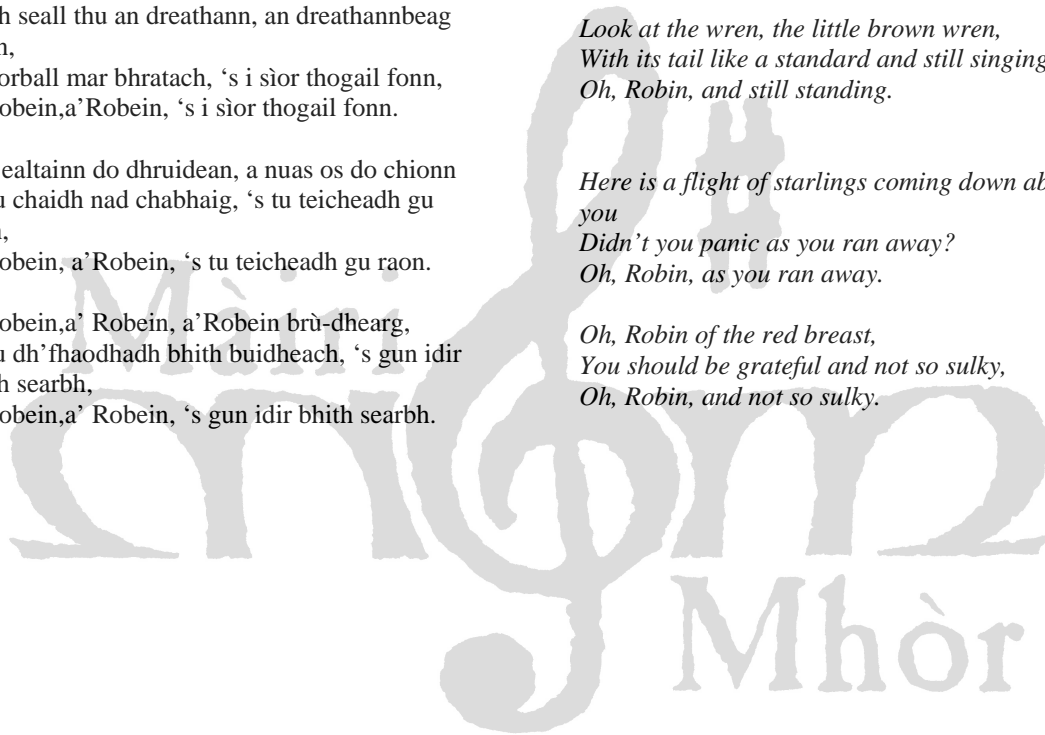 seall thu an dreathann, an dreathannbeag
orball mar bhratach, ‘s i sìor thogail fonn,
obein,a’Robein, ‘s i sìor thogail fonn.
ealtainn do dhruidean, a nuas os do chionn
u chaidh nad chabhaig, ‘s tu teicheadh gu
obein, a’Robein, ‘s tu teicheadh gu raon.
obein,a’ Robein, a’Robein brù-dhearg,
u dh’fhaodhadh bhith buidheach, ‘s gun idir
h searbh,
obein,a’ Robein, ‘s gun idir bhith searbh.
Look at the wren, the little brown wren,
With its tail like a standard and still singing
Oh, Robin, and still standing.
Here is a flight of starlings coming down ab
you
Didn’t you panic as you ran away?
Oh, Robin, as you ran away.
Oh, Robin of the red breast,
You should be grateful and not so sulky,
Oh, Robin, and not so sulky.
Màiri
Mhòr